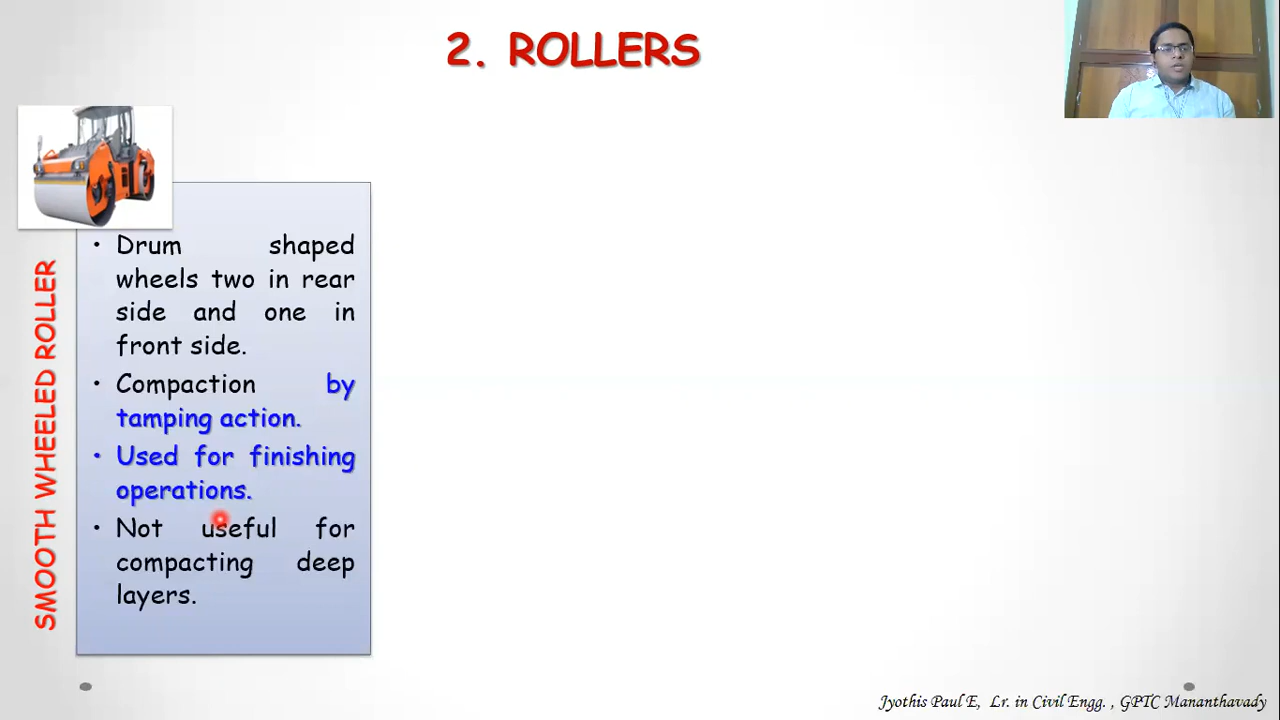 2. ROLLERS
SMOOTH WHEELED ROLLER
• Drum shaped
wheels two in rear
side and one in
front side.
• Compaction by
tamping action.
• Used for finishing
operations.
• Not useful for
compacting deep
layers.
Jyothis Paul E, Lr. in Civil Engg. , GPTC Mananthavady